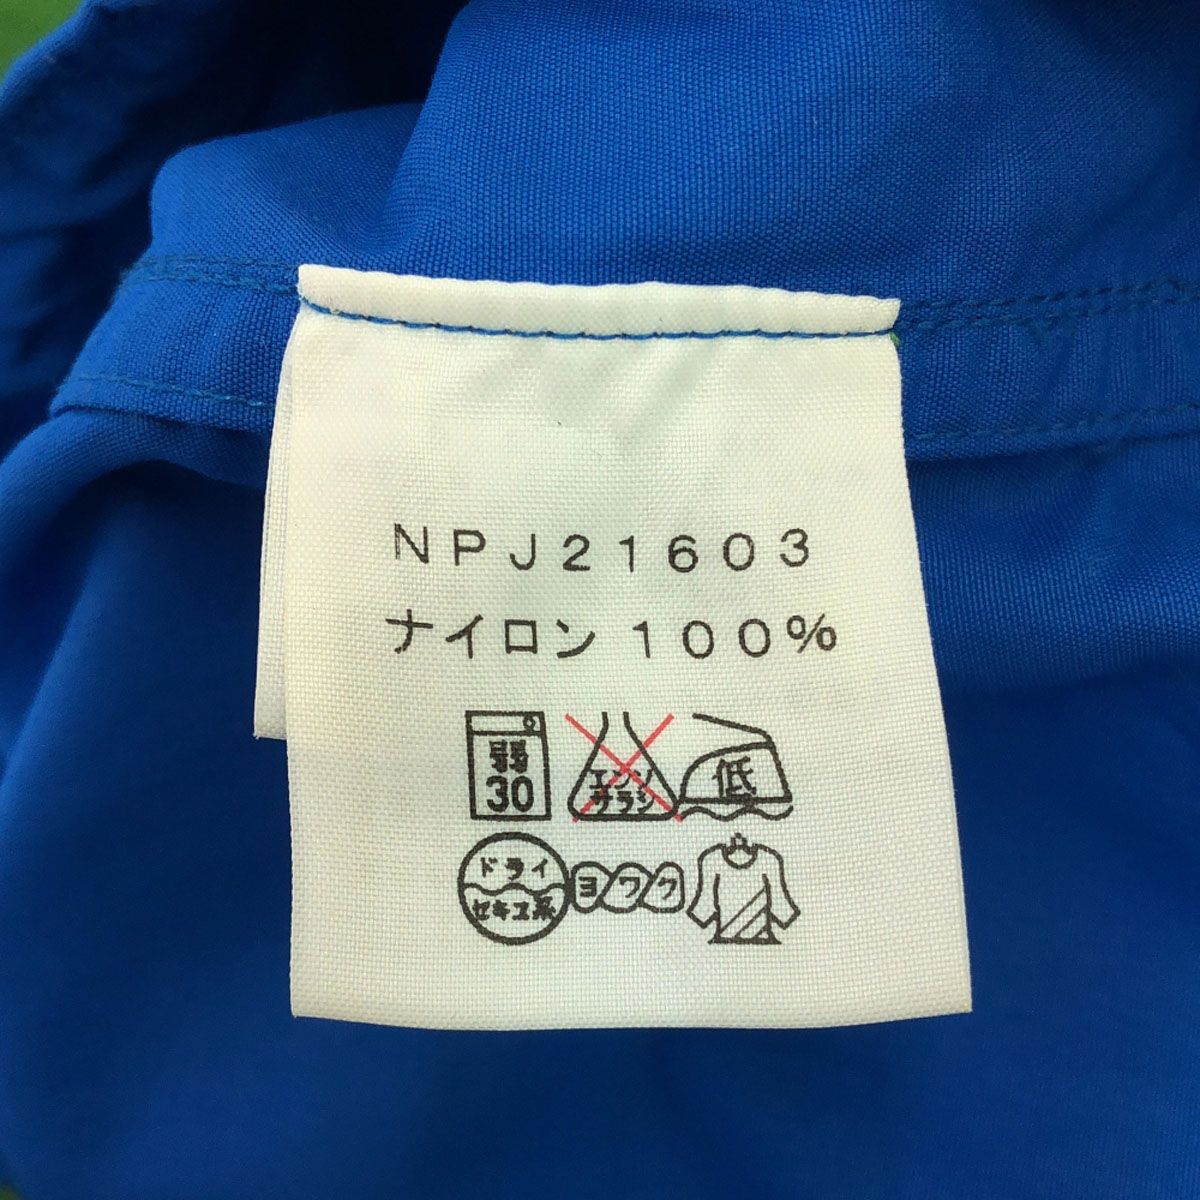 NPJ21603
ナイロン100%
弱
30
エンソ
サラシ
低
ドライ
セキユ系
ヨワク